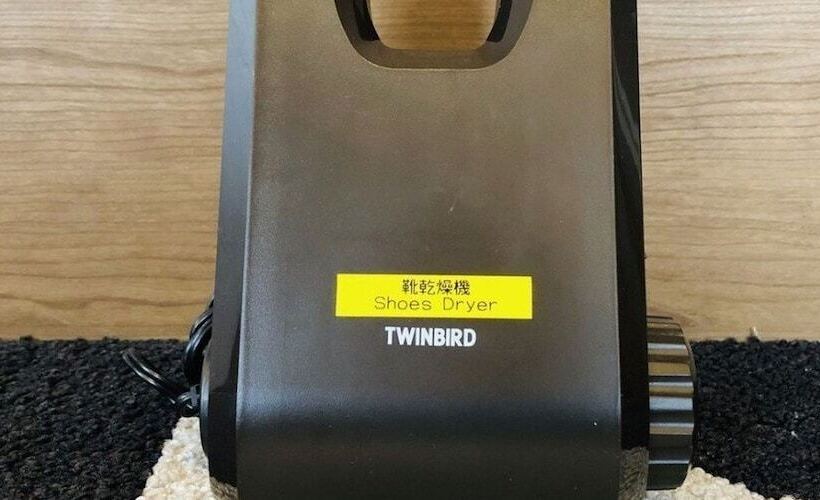 靴乾燥機
Shoes Dryer
TWINBIRD